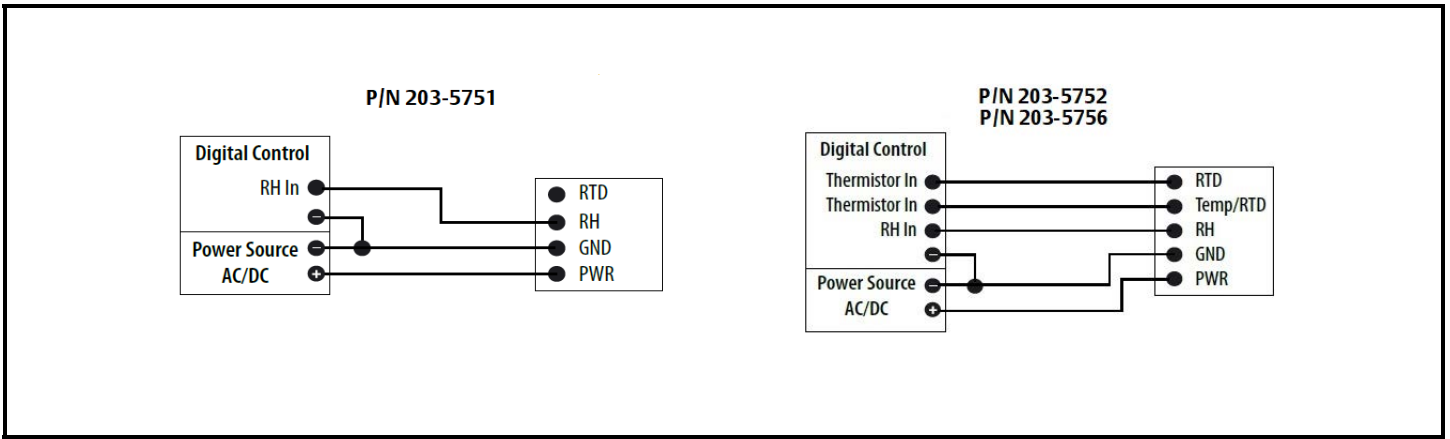 P/N 203-5751
Digital Control
RH In
−
Power Source −
AC/DC +
RTD
RH
GND
PWR
P/N 203-5752
P/N 203-5756
Digital Control
Thermistor In
Thermistor In
RH In
−
Power Source −
AC/DC +
RTD
Temp/RTD
RH
GND
PWR